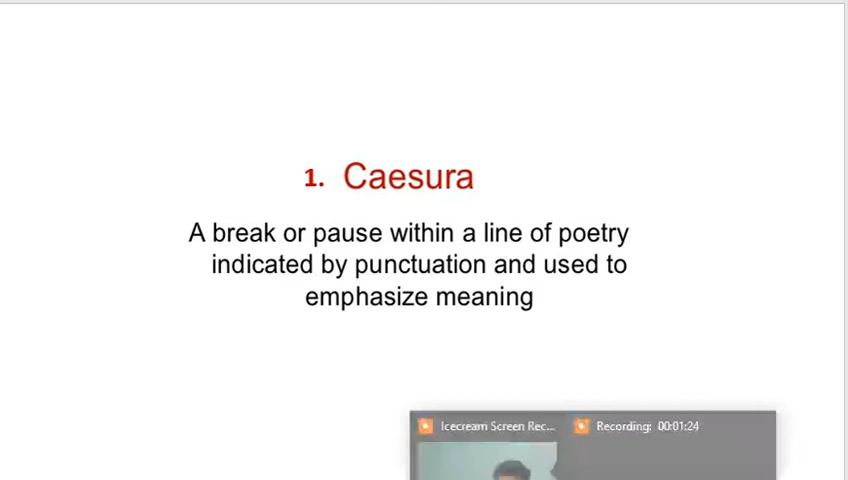 1. Caesura
A break or pause within a line of poetry
indicated by punctuation and used to
emphasize meaning
Icecream Screen Rec... Recording: 00:01:24